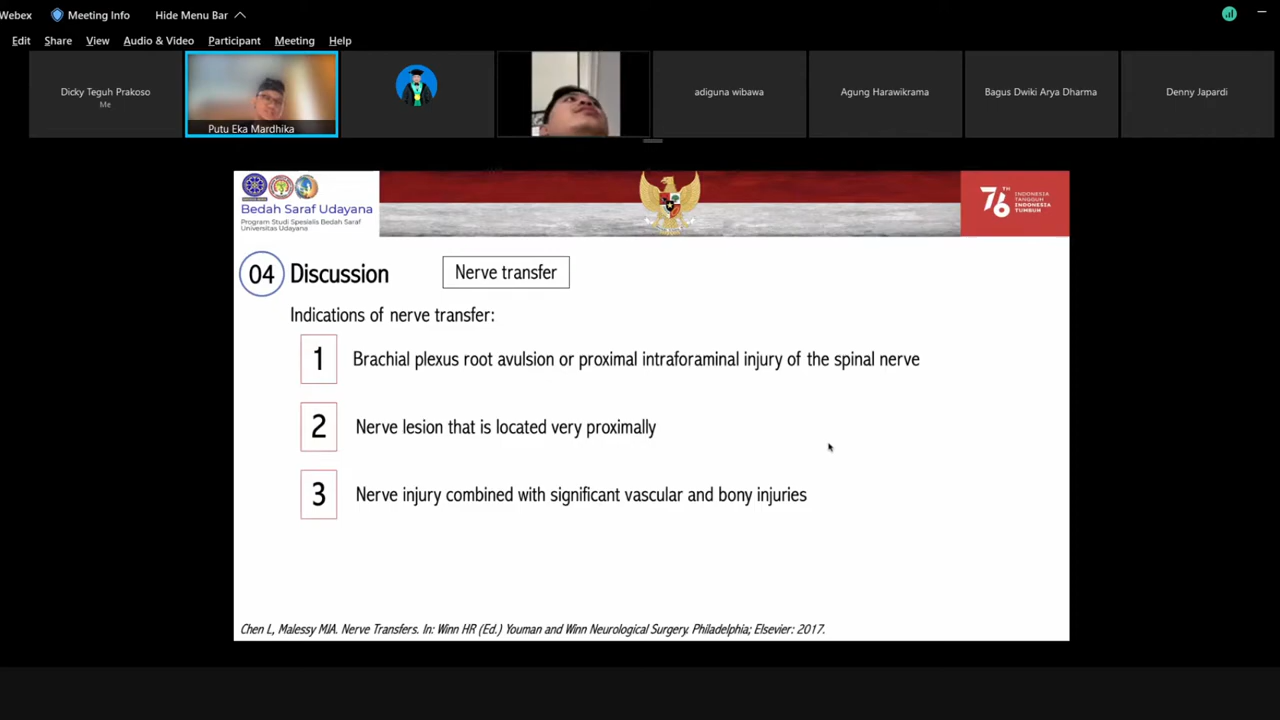 Webex
Meeting Info
Hide Menu Bar
Edit
Share
View
Audio & Video
Participant
Meeting
Help
Dicky Teguh Prakoso
Me
Putu Eka Mardhika
adiguna wibawa
Agung Harawikrama
Bagus Dwiki Arya Dharma
Denny Japardi
Bedah Saraf Udayana
Program Studi Spesialis Bedah Saraf
Universitas Udayana
76 TH
INDONESIA
TANGGUH
INDONESIA
TUMBUH
04 Discussion
Nerve transfer
Indications of nerve transfer:
1 Brachial plexus root avulsion or proximal intraforaminal injury of the spinal nerve
2 Nerve lesion that is located very proximally
3 Nerve injury combined with significant vascular and bony injuries
Chen L, Malessy MJA. Nerve Transfers. In: Winn HR (Ed.) Youman and Winn Neurological Surgery. Philadelphia; Elsevier: 2017.